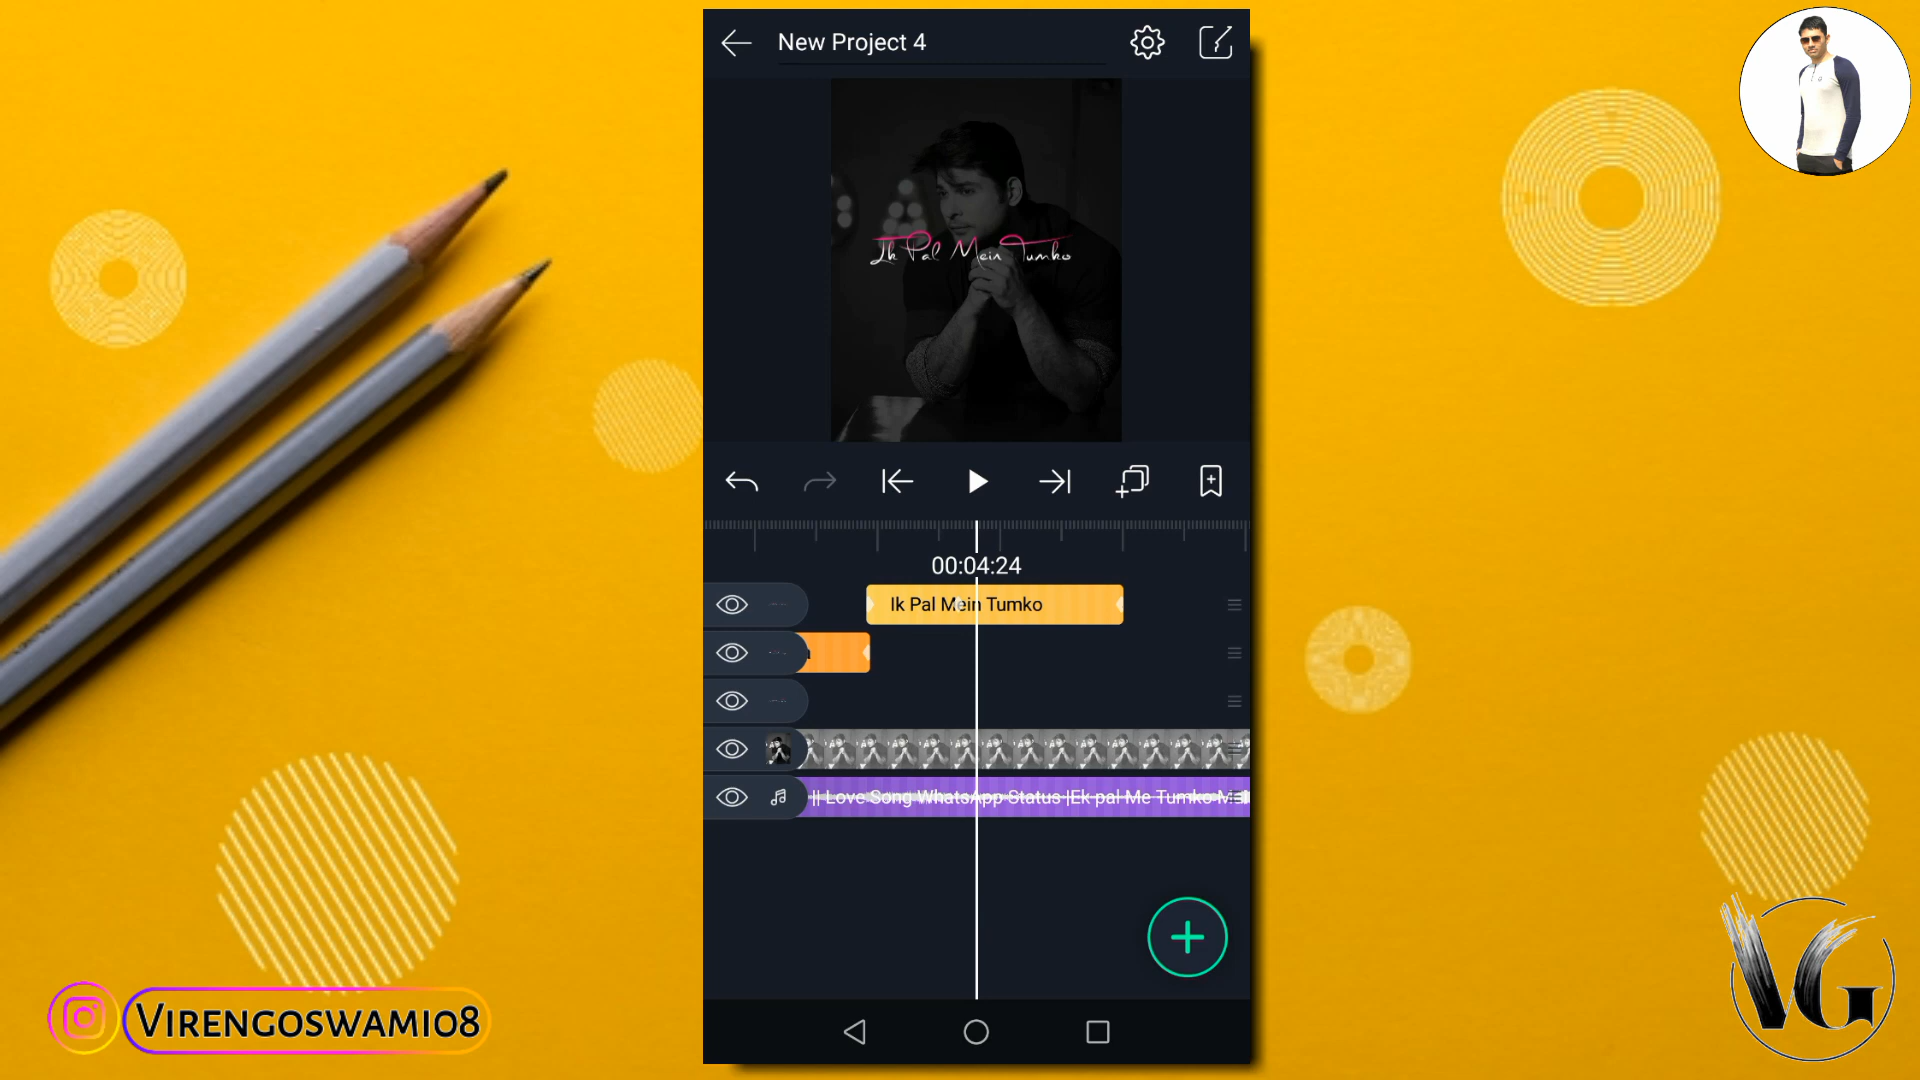 New Project 4
Ik Pal Mein Tumko
00:04:24
Ik Pal Mein Tumko
|| Love Song WhatsApp Status |Ek pal Me Tumko M
VIRENGOSWAMI08
VG